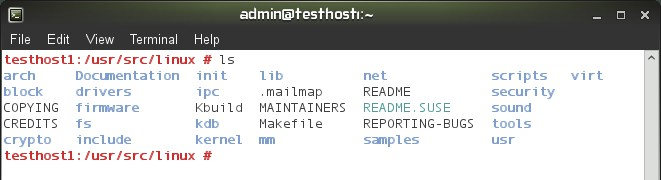 admin@testhost1:~
File Edit View Terminal Help
testhost1:/usr/src/linux # ls
arch Documentation init lib net scripts virt
block drivers ipc .mailmap README security
COPYING firmware Kbuild MAINTAINERS README.SUSE sound
CREDITS fs kdb Makefile REPORTING-BUGS tools
crypto include kernel mm samples usr
testhost1:/usr/src/linux #